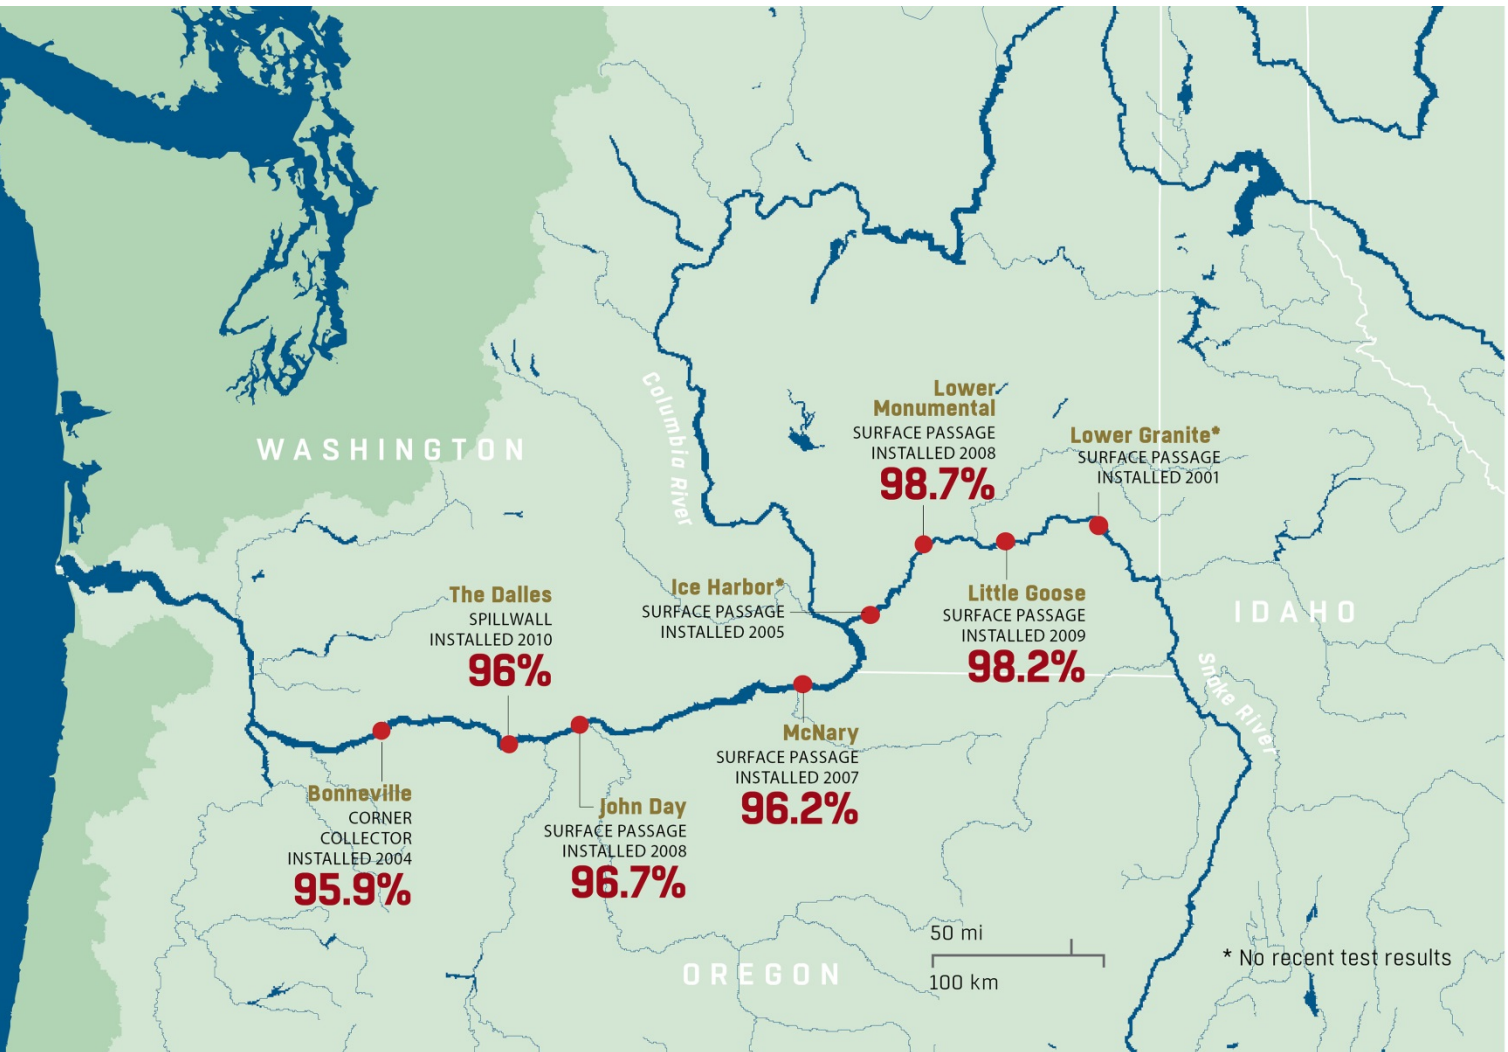 Lower
Monumental
SURFACE PASSAGE
INSTALLED 2008
98.7%
Lower Granite*
SURFACE PASSAGE
INSTALLED 2001
Columbia River
WASHINGTON
The Dalles
SPILLWALL
INSTALLED 2010
96%
Ice Harbor*
SURFACE PASSAGE
INSTALLED 2005
Little Goose
SURFACE PASSAGE
INSTALLED 2009
98.2%
IDAHO
Snake River
McNary
SURFACE PASSAGE
INSTALLED 2007
96.2%
Bonneville
CORNER
COLLECTOR
INSTALLED 2004
95.9%
John Day
SURFACE PASSAGE
INSTALLED 2008
96.7%
OREGON
50 mi
100 km
* No recent test results